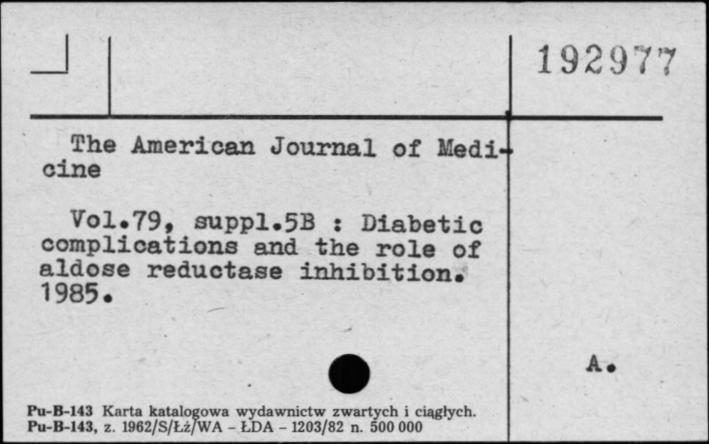 192977
The American Journal of Medi-
cine
Vol.79, suppl.5B : Diabetic
complications and the role of
aldose reductase inhibition.
1985.
A.
Pu-B-143 Karta katalogowa wydawnictw zwartych i ciągłych.
Pu-B-143, z. 1962/S/Łż/WA – ŁDA – 1203/82 n. 500 000